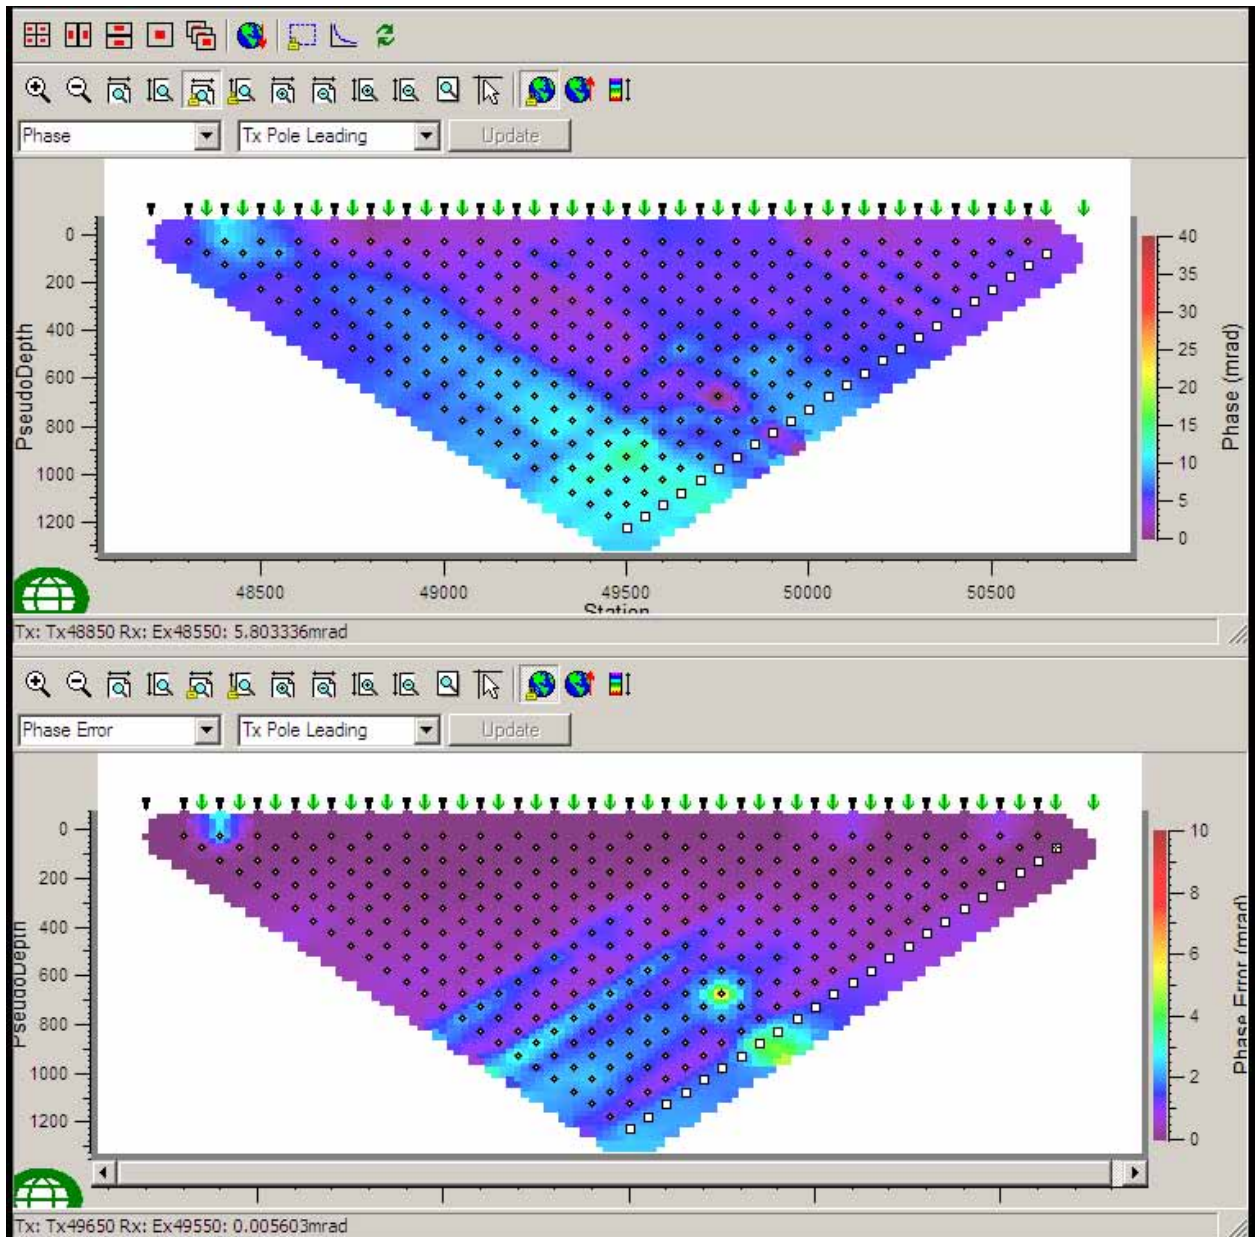 Phase Tx Pole Leading Update
0
200
400
600
800
1000
1200
PseudoDepth
40
35
30
25
20
15
10
5
0
Phase (mrad)
48500 49000 49500 50000 50500
Station
Tx: Tx48850 Rx: Ex48550: 5.803336mrad
Phase Error Tx Pole Leading Update
0
200
400
600
800
1000
1200
PseudoDepth
10
8
6
4
2
0
Phase Error (mrad)
Tx: Tx49650 Rx: Ex49550: 0.005603mrad